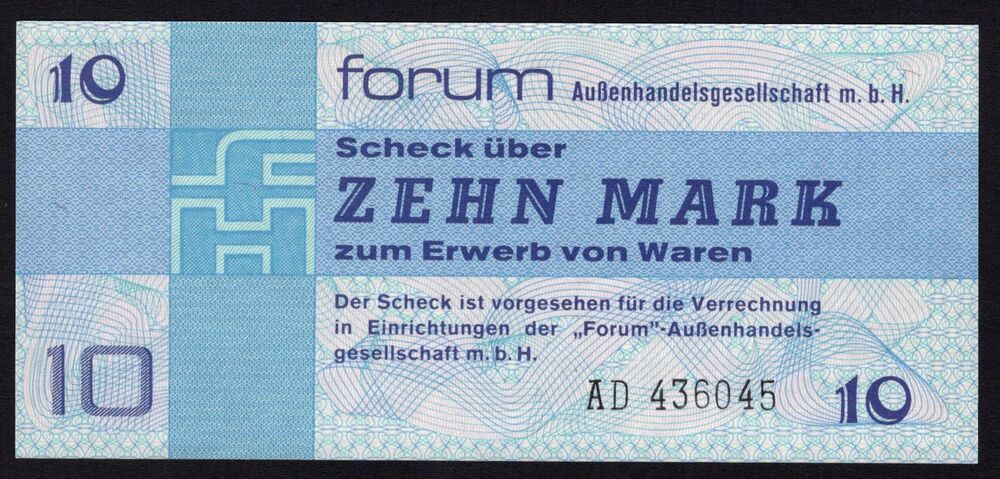 10
forum Außenhandelsgesellschaft m. b. H.
Scheck über
ZEHN MARK
zum Erwerb von Waren
Der Scheck ist vorgesehen für die Verrechnung
in Einrichtungen der „Forum"-Außenhandels-
gesellschaft m. b. H.
10
AD 436045
10